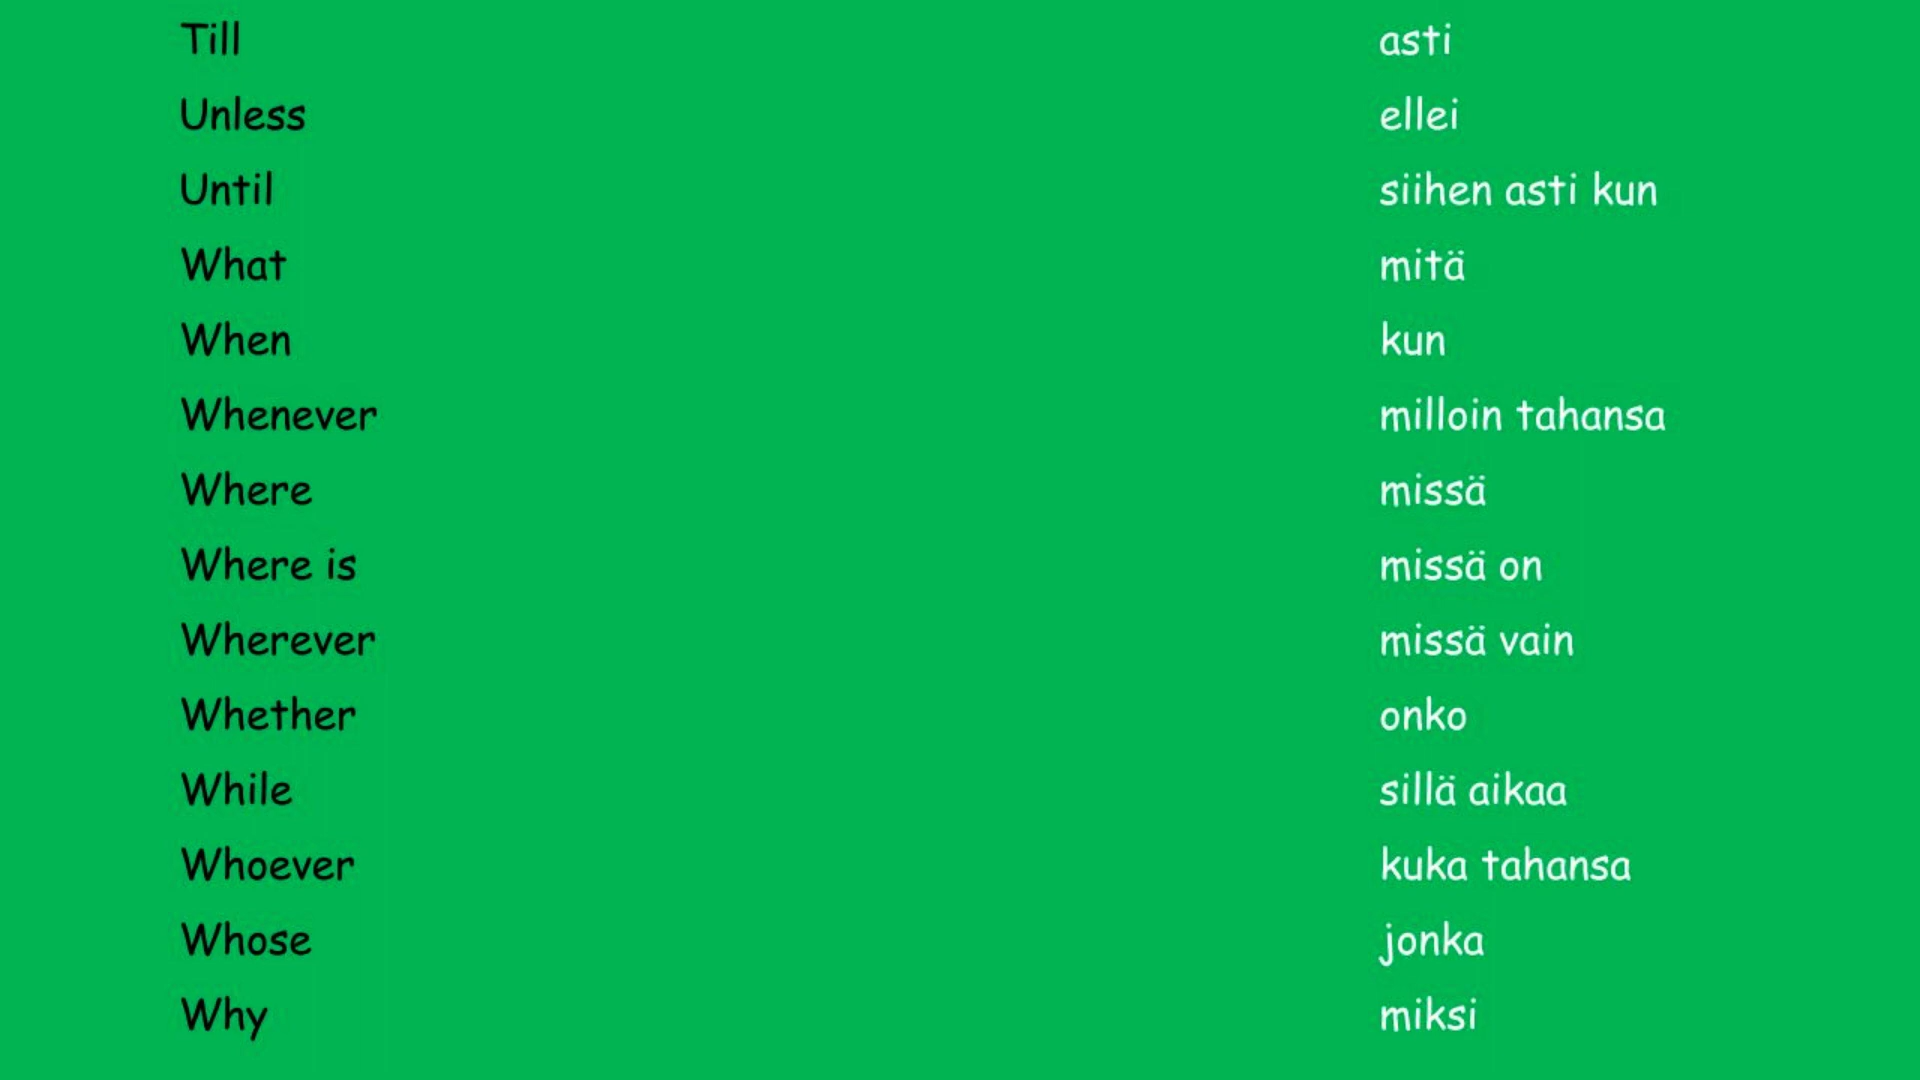 Till asti
Unless ellei
Until siihen asti kun
What mitä
When kun
Whenever milloin tahansa
Where missä
Where is missä on
Wherever missä vain
Whether onko
While sillä aikaa
Whoever kuka tahansa
Whose jonka
Why miksi